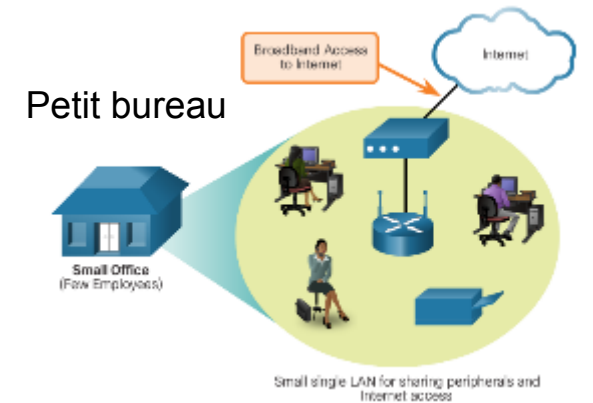 Broadband Access
to Internet
Internet
Petit bureau
Small Office
(Few Employees)
Small single LAN for sharing peripherals and
Internet access